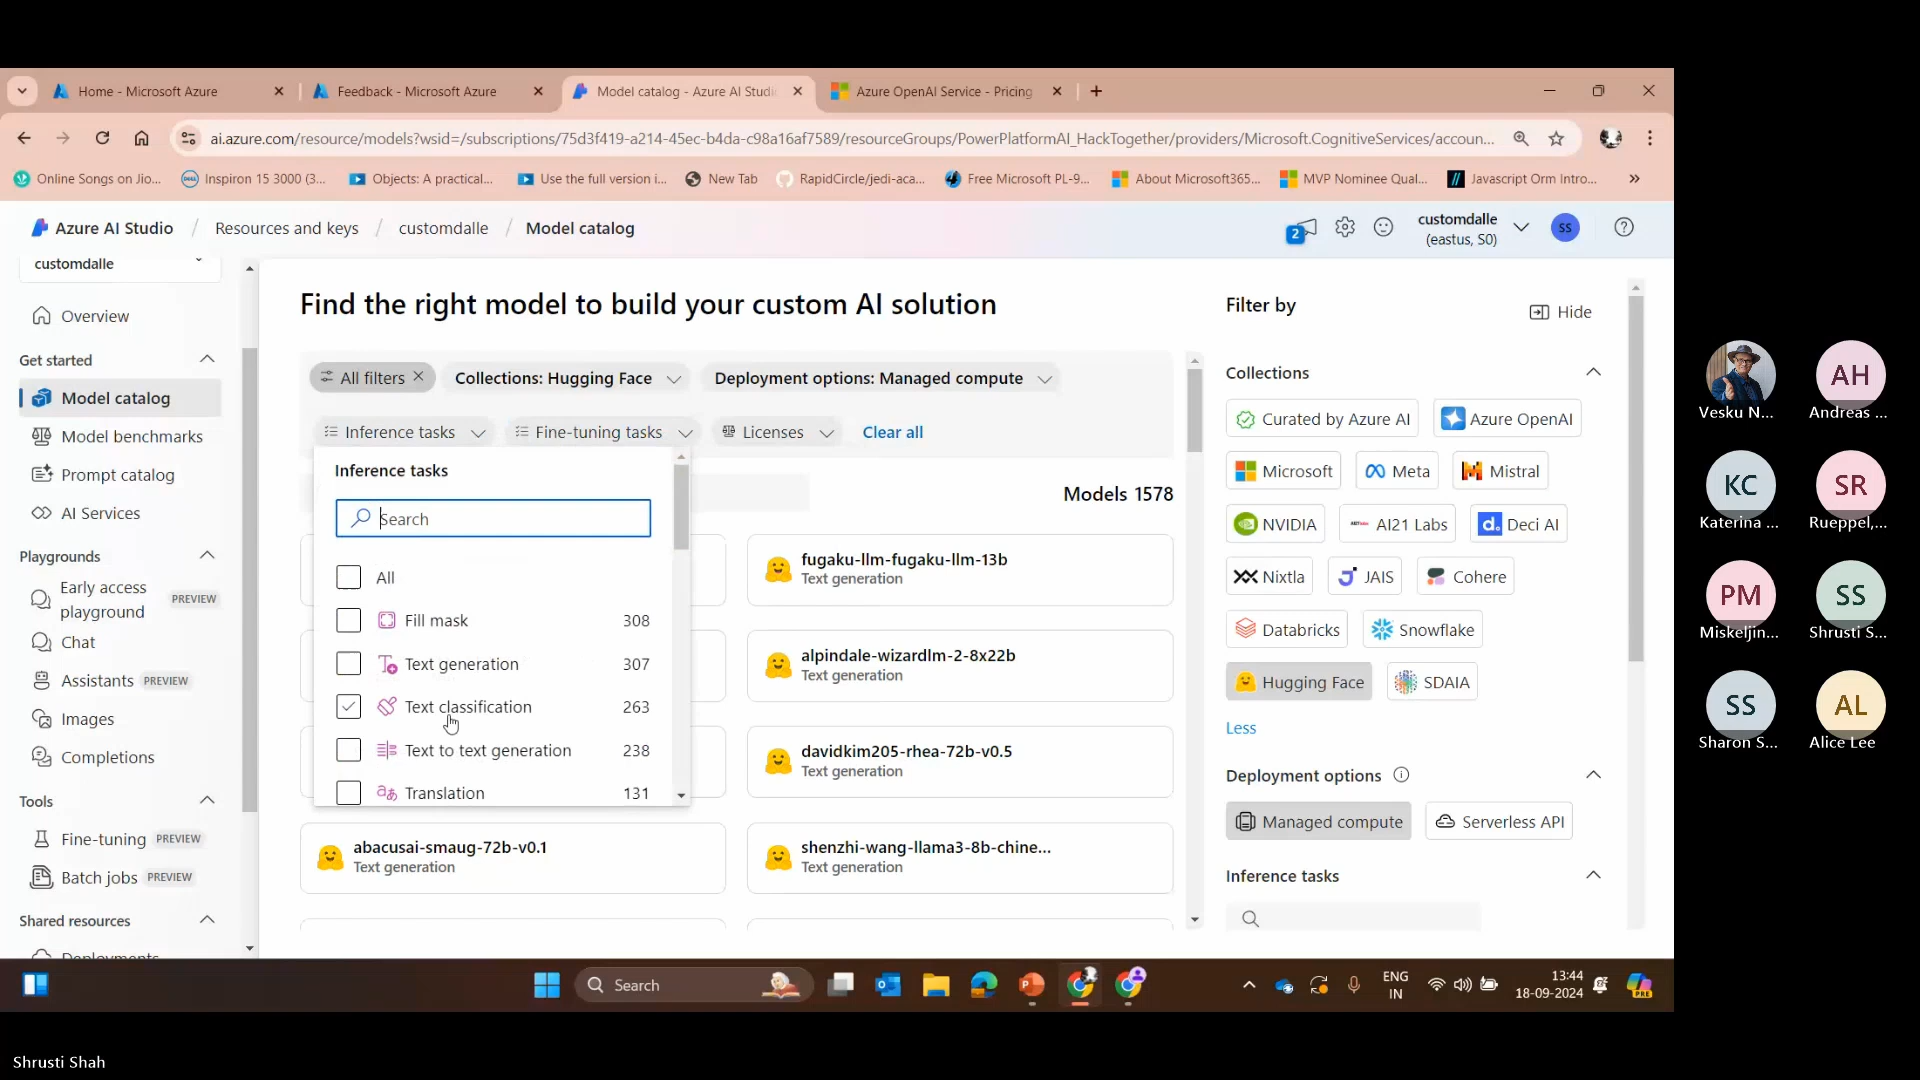 Home - Microsoft Azure
Feedback - Microsoft Azure
Model catalog - Azure AI Studi
Azure OpenAI Service - Pricing
ai.azure.com/resource/models?wsid=/subscriptions/75d3f419-a214-45ec-b4da-c98a16af7589/resourceGroups/PowerPlatformAI_HackTogether/providers/Microsoft.CognitiveServices/accoun...
Online Songs on Jio...
Inspiron 15 3000 (3...
Objects: A practical...
Use the full version i...
New Tab
RapidCircle/jedi-aca...
Free Microsoft PL-9...
About Microsoft365...
MVP Nominee Qual...
Javascript Orm Intro...
Azure AI Studio / Resources and keys / customdalle / Model catalog
2
customdalle
(eastus, S0)
SS
customdalle
Overview
Get started
Model catalog
Model benchmarks
Prompt catalog
AI Services
Playgrounds
Early access
playground
PREVIEW
Chat
Assistants PREVIEW
Images
Completions
Tools
Fine-tuning PREVIEW
Batch jobs PREVIEW
Shared resources
Deployments
Find the right model to build your custom AI solution
All filters
Collections: Hugging Face
Deployment options: Managed compute
Inference tasks
Fine-tuning tasks
Licenses
Clear all
Inference tasks
Search
All
Fill mask 308
Text generation 307
Text classification 263
Text to text generation 238
Translation 131
Models 1578
fugaku-llm-fugaku-llm-13b
Text generation
alpindale-wizardlm-2-8x22b
Text generation
davidkim205-rhea-72b-v0.5
Text generation
abacusai-smaug-72b-v0.1
Text generation
shenzhi-wang-llama3-8b-chine...
Text generation
Filter by
Hide
Collections
Curated by Azure AI
Azure OpenAI
Microsoft
Meta
Mistral
NVIDIA
AI21 Labs
Deci AI
Nixtla
JAIS
Cohere
Databricks
Snowflake
Hugging Face
SDAIA
Less
Deployment options
Managed compute
Serverless API
Inference tasks
Search
ENG
IN
13:44
18-09-2024
PRE
Vesku N...
AH
Andreas ...
KC
Katerina ...
SR
Rueppel,...
PM
Miskeljin...
SS
Shrusti S...
SS
Sharon S...
AL
Alice Lee
Shrusti Shah